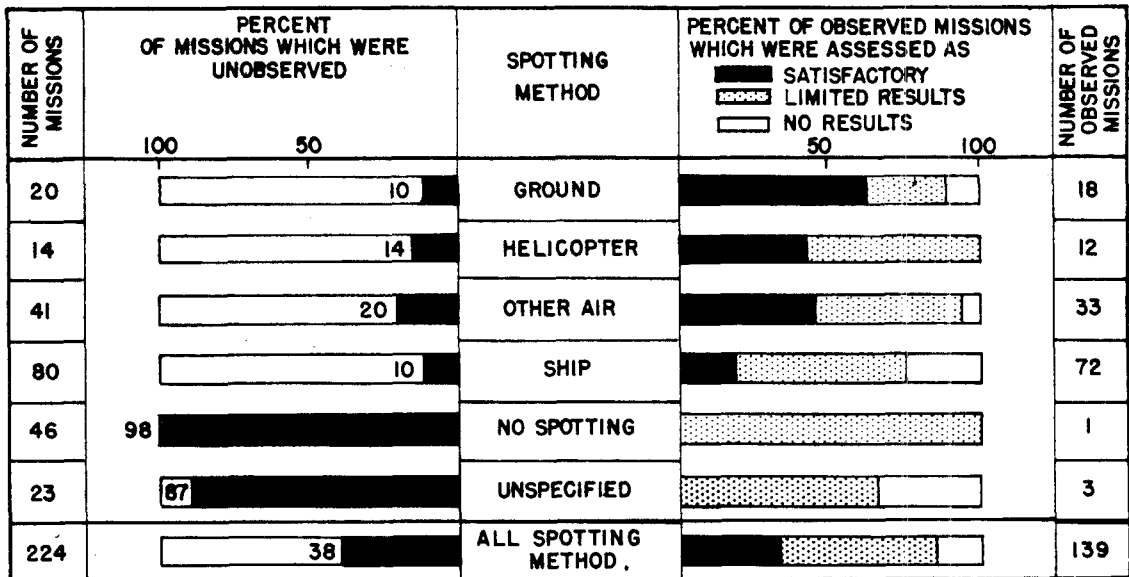 NUMBER OF MISSIONS
PERCENT
OF MISSIONS WHICH WERE
UNOBSERVED
SPOTTING
METHOD
PERCENT OF OBSERVED MISSIONS
WHICH WERE ASSESSED AS
SATISFACTORY
LIMITED RESULTS
NO RESULTS
NUMBER OF OBSERVED MISSIONS
100 50 50 100
20 10 GROUND 18
14 14 HELICOPTER 12
41 20 OTHER AIR 33
80 10 SHIP 72
46 98 NO SPOTTING 1
23 87 UNSPECIFIED 3
224 38 ALL SPOTTING METHOD. 139